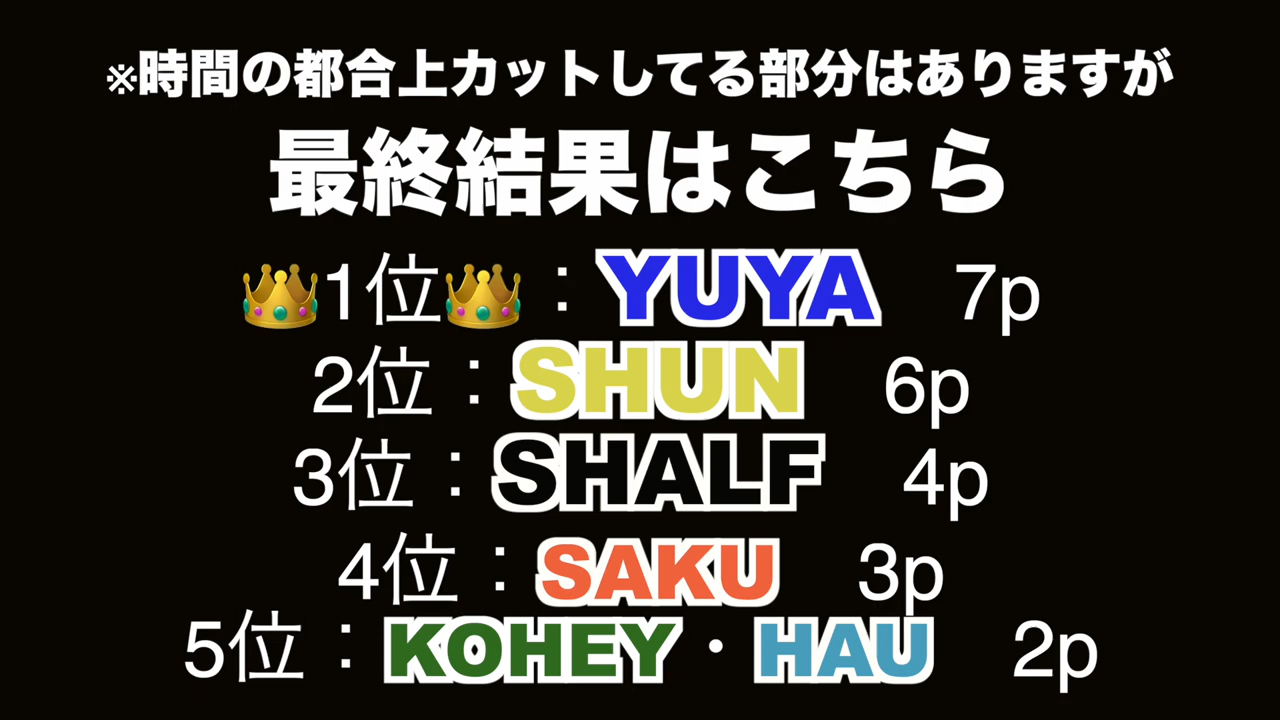 ※時間の都合上カットしてる部分はありますが
最終結果はこちら
👑1位👑：YUYA 7p
2位：SHUN 6p
3位：SHALF 4p
4位：SAKU 3p
5位：KOHEY・HAU 2p